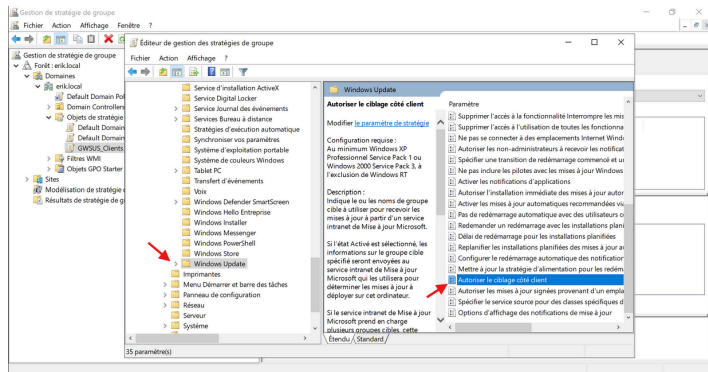 Gestion de stratégie de groupe
Fichier Action Affichage Fenêtre ?
Gestion de stratégie de groupe
Forêt : erik.local
Domaines
erik.local
Default Domain Pol
Domain Controllers
Objets de stratégie
Default Domain
Default Domain
GWSUS_Clients
Filtres WMI
Objets GPO Starter
Sites
Modélisation de stratégie
Résultats de stratégie de g
Éditeur de gestion des stratégies de groupe
Fichier Action Affichage ?
Service d'installation ActiveX
Service Digital Locker
Service Journal des événements
Services Bureau à distance
Stratégies d'exécution automatique
Synchroniser vos paramètres
Système d'exploitation portable
Système de couleurs Windows
Tablet PC
Transfert d'événements
Voix
Windows Defender SmartScreen
Windows Hello Entreprise
Windows Installer
Windows Messenger
Windows PowerShell
Windows Store
Windows Update
Imprimantes
Menu Démarrer et barre des tâches
Panneau de configuration
Réseau
Serveur
Système
Windows Update
Autoriser le ciblage côté client
Modifier le paramètre de stratégie
Configuration requise :
Au minimum Windows XP
Professionnel Service Pack 1 ou
Windows 2000 Service Pack 3, à
l'exclusion de Windows RT
Description :
Indique le ou les noms de groupe
cible à utiliser pour recevoir les
mises à jour à partir d'un service
intranet de Mise à jour Microsoft.
Si l'état Activé est sélectionné, les
informations sur le groupe cible
spécifié seront envoyées au
service intranet de Mise à jour
Microsoft qui les utilisera pour
déterminer les mises à jour à
déployer sur cet ordinateur.
Si le service intranet de Mise à jour
Microsoft prend en charge
plusieurs groupes cibles, cette
Paramètre
Supprimer l'accès à la fonctionnalité Interrompre les mis
Supprimer l'accès à l'utilisation de toutes les fonctionna
Ne pas se connecter à des emplacements Internet Windo
Autoriser les non-administrateurs à recevoir les notificat
Spécifier une transition de redémarrage commencé et u
Ne pas inclure les pilotes avec les mises à jour Windows
Activer les notifications d'applications
Autoriser l'installation immédiate des mises à jour autor
Activer les mises à jour automatiques recommandées via
Pas de redémarrage automatique avec des utilisateurs c
Redemander un redémarrage avec les installations plani
Délai de redémarrage pour les installations planifiées
Replanifier les installations planifiées des mises à jour a
Configurer le redémarrage automatique des notification
Mettre à jour la stratégie d'alimentation pour les redém
Autoriser le ciblage côté client
Autoriser les mises à jour signées provenant d'un empla
Spécifier le service source pour des classes spécifiques d
Options d'affichage des notifications de mise à jour
Étendu Standard
35 paramètre(s)